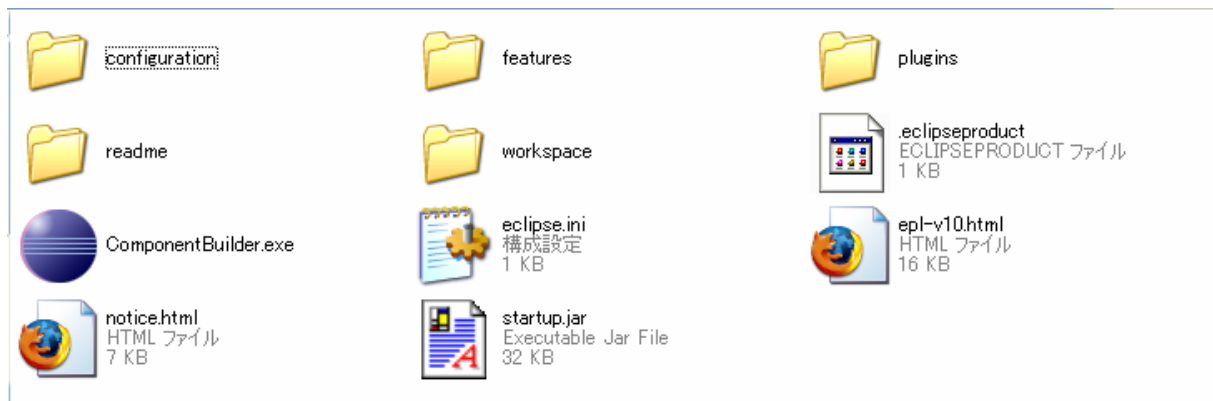 configuration
features
plugins
readme
workspace
.eclipseproduct
ECLIPSEPRODUCT ファイル
1 KB
ComponentBuilder.exe
eclipse.ini
構成設定
1 KB
epl-v10.html
HTML ファイル
16 KB
notice.html
HTML ファイル
7 KB
startup.jar
Executable Jar File
32 KB